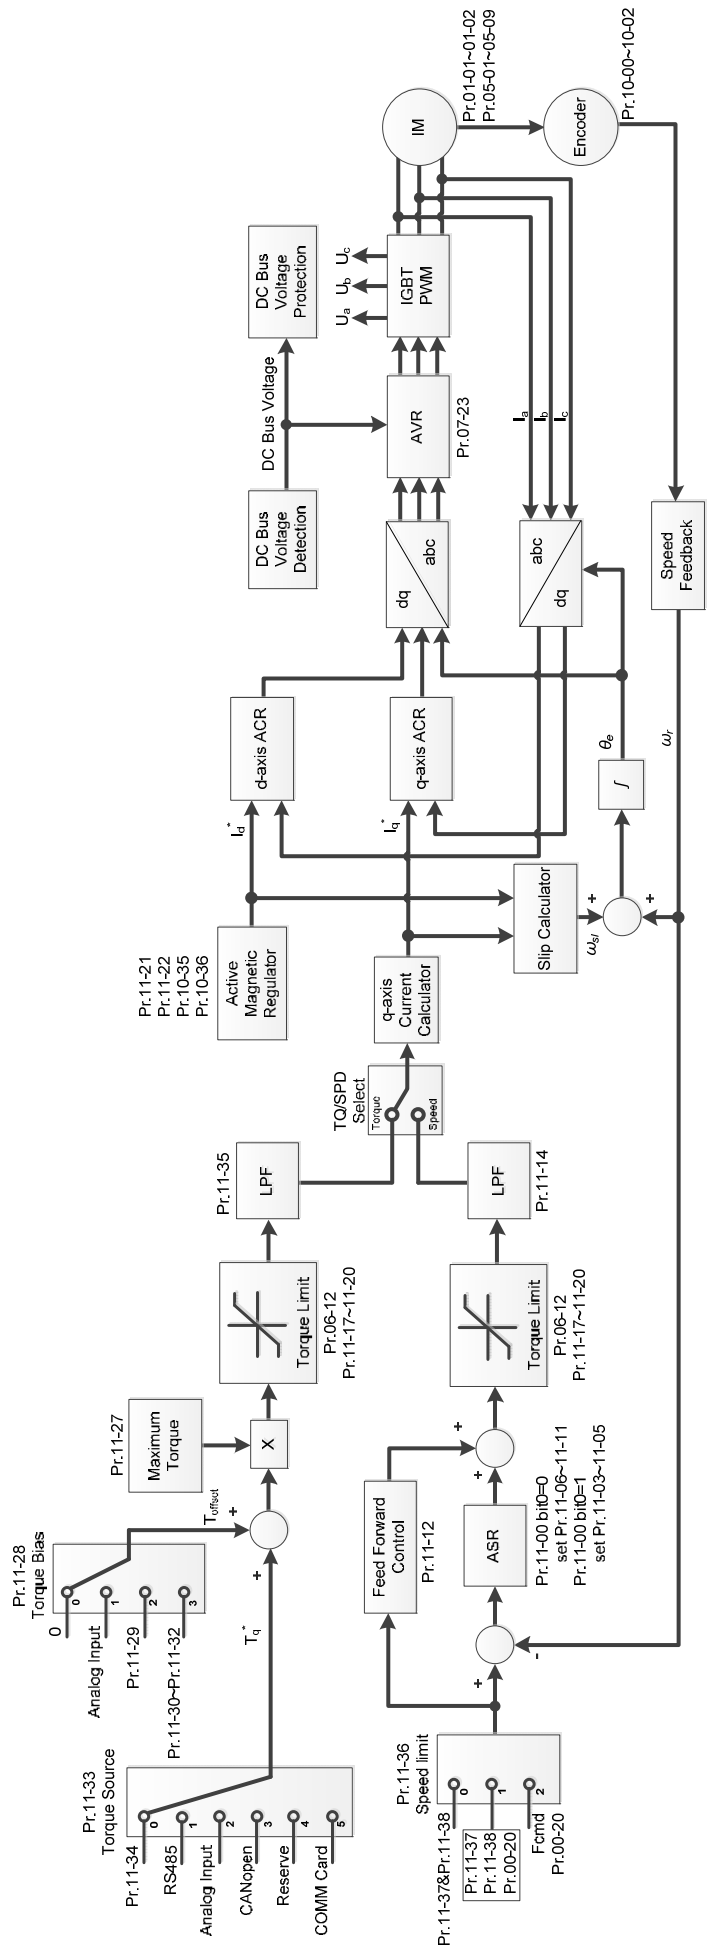 Pr.11-33
Torque Source
Pr.11-34
0
RS485
1
Analog Input
2
CANopen
3
Reserve
4
COMM Card
5
Tq*
+
Pr.11-28
Torque Bias
0
0
Analog Input
1
Pr.11-29
2
Pr.11-30~Pr.11-32
3
Toffset
+
Pr.11-27
Maximum
Torque
X
Torque Limit
Pr.06-12
Pr.11-17~11-20
Pr.11-35
LPF
Pr.11-36
Speed limit
Pr.11-37&Pr.11-38
0
Pr.11-37
Pr.11-38
Pr.00-20
1
Fcmd
Pr.00-20
2
+
-
Feed Forward
Control
Pr.11-12
ASR
Pr.11-00 bit0=0
set Pr.11-06~11-11
Pr.11-00 bit0=1
set Pr.11-03~11-05
+
+
Torque Limit
Pr.06-12
Pr.11-17~11-20
LPF
Pr.11-14
TQ/SPD
Select
Torque
Speed
q-axis
Current
Calculator
Pr.11-21
Pr.11-22
Pr.10-35
Pr.10-36
Active
Magnetic
Regulator
Id*
Iq*
Slip Calculator
ωsl
+
+
d-axis ACR
q-axis ACR
∫
θe
ωr
dq
abc
abc
dq
DC Bus
Voltage
Detection
DC Bus Voltage
DC Bus
Voltage
Protection
AVR
Pr.07-23
IGBT
PWM
Ua
Ub
Uc
Ia
Ib
Ic
IM
Pr.01-01~01-02
Pr.05-01~05-09
Encoder
Pr.10-00~10-02
Speed
Feedback